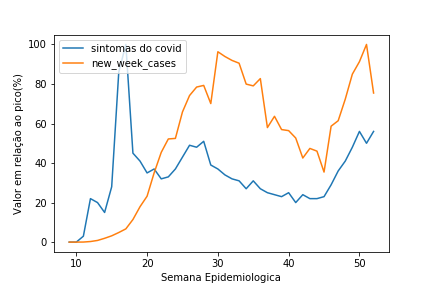 100
80
60
40
20
0
Valor em relação ao pico(%)
sintomas do covid
new_week_cases
10
20
30
40
50
Semana Epidemiologica